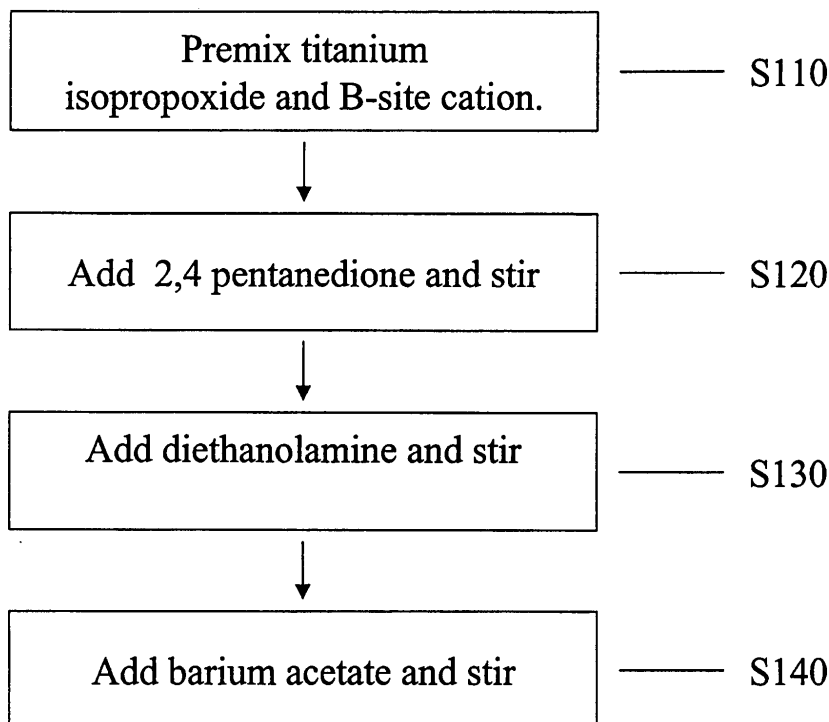 Premix titanium
isopropoxide and B-site cation.
S110
Add 2,4 pentanedione and stir
S120
Add diethanolamine and stir
S130
Add barium acetate and stir
S140